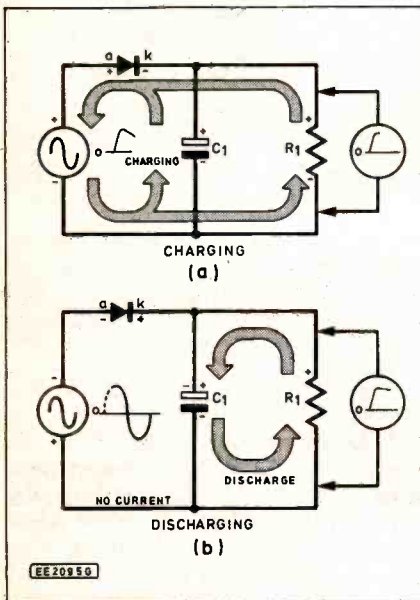 a k
+ -
+
+
+
O
CHARGING
C1
R1
-
-
-
CHARGING
(a)
a k
- +
-
- +
+
O
C1
R1
-
-
+
DISCHARGE
NO CURRENT
DISCHARGING
(b)
EE2095G